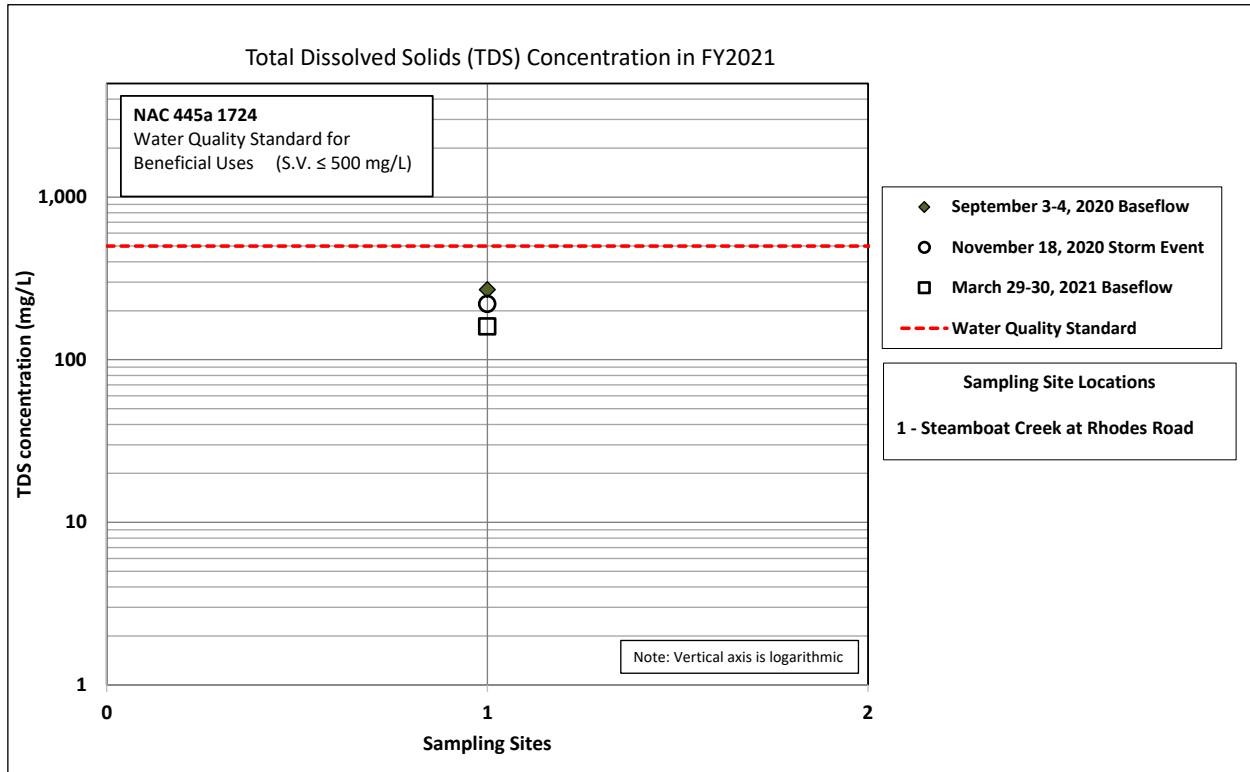 Total Dissolved Solids (TDS) Concentration in FY2021
NAC 445a 1724
Water Quality Standard for
Beneficial Uses (S.V. ≤ 500 mg/L)
1,000
100
10
1
TDS concentration (mg/L)
0
1
2
Sampling Sites
Note: Vertical axis is logarithmic
September 3-4, 2020 Baseflow
November 18, 2020 Storm Event
March 29-30, 2021 Baseflow
Water Quality Standard
Sampling Site Locations
1 - Steamboat Creek at Rhodes Road